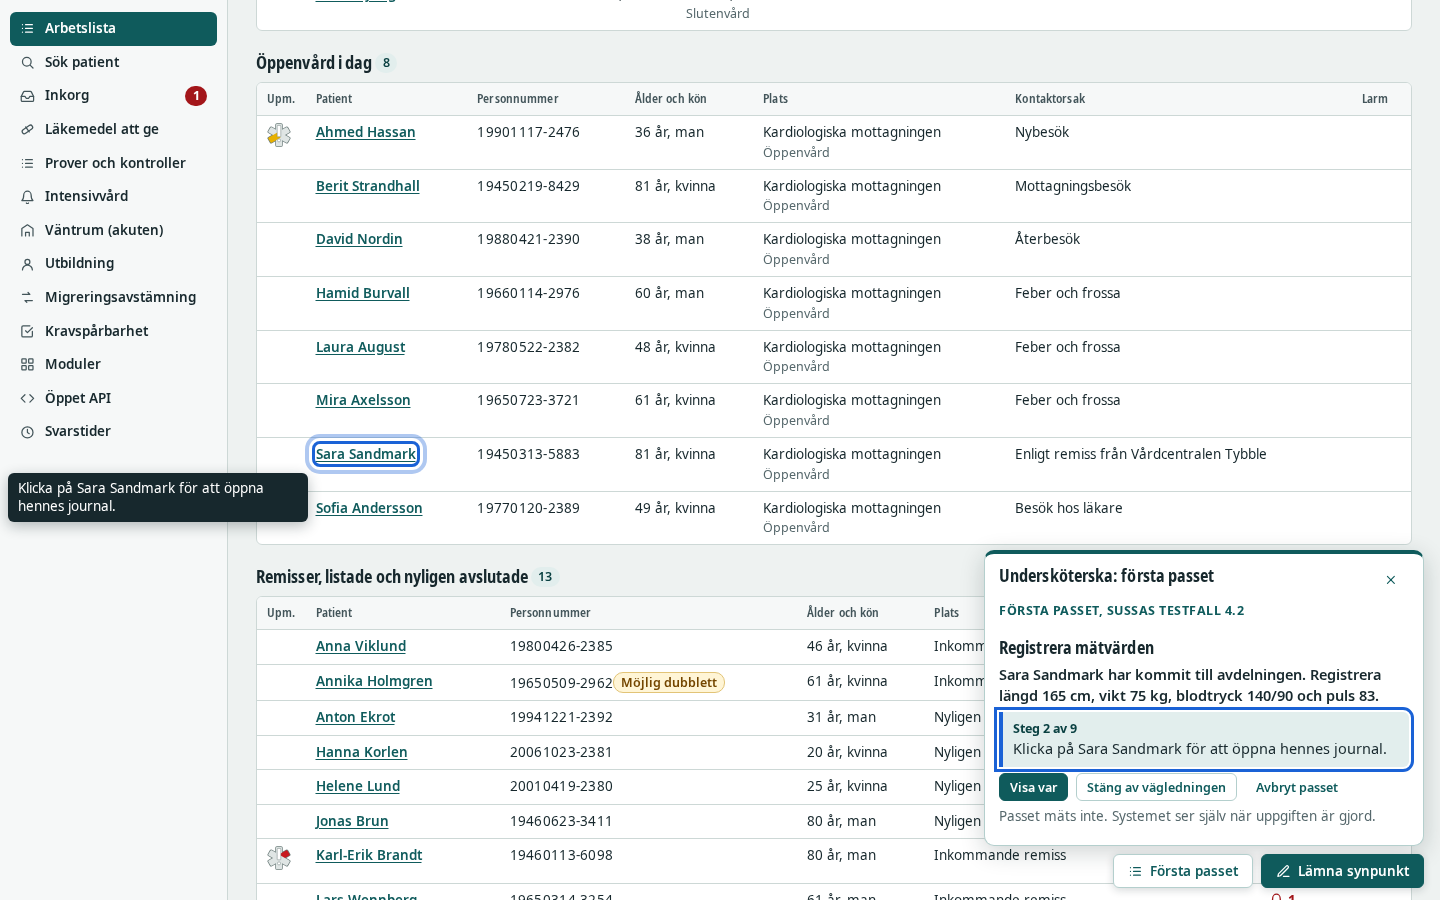 Arbetslista
Sök patient
Inkorg 1
Läkemedel att ge
Prover och kontroller
Intensivvård
Väntrum (akuten)
Utbildning
Migreringsavstämning
Kravspårbarhet
Moduler
Öppet API
Svarstider
Klicka på Sara Sandmark för att öppna
hennes journal.
Slutenvård
Öppenvård i dag 8
Upm. Patient Personnummer Ålder och kön Plats Kontaktorsak Larm
Ahmed Hassan 19901117-2476 36 år, man Kardiologiska mottagningen Nybesök
Öppenvård
Berit Strandhall 19450219-8429 81 år, kvinna Kardiologiska mottagningen Mottagningsbesök
Öppenvård
David Nordin 19880421-2390 38 år, man Kardiologiska mottagningen Återbesök
Öppenvård
Hamid Burvall 19660114-2976 60 år, man Kardiologiska mottagningen Feber och frossa
Öppenvård
Laura August 19780522-2382 48 år, kvinna Kardiologiska mottagningen Feber och frossa
Öppenvård
Mira Axelsson 19650723-3721 61 år, kvinna Kardiologiska mottagningen Feber och frossa
Öppenvård
Sara Sandmark 19450313-5883 81 år, kvinna Kardiologiska mottagningen Enligt remiss från Vårdcentralen Tybble
Öppenvård
Sofia Andersson 19770120-2389 49 år, kvinna Kardiologiska mottagningen Besök hos läkare
Öppenvård
Remisser, listade och nyligen avslutade 13
Upm. Patient Personnummer Ålder och kön Plats
Anna Viklund 19800426-2385 46 år, kvinna
Annika Holmgren 19650509-2962 Möjlig dubblett 61 år, kvinna
Anton Ekrot 19941221-2392 31 år, man Nyligen
Hanna Korlen 20061023-2381 20 år, kvinna Nyligen
Helene Lund 20010419-2380 25 år, kvinna Nyligen
Jonas Brun 19460623-3411 80 år, man Nyligen
Karl-Erik Brandt 19460113-6098 80 år, man Inkommande remiss
Lars Wennberg 19650314-3254 61 år, man Inkommande remiss 1
Undersköterska: första passet
FÖRSTA PASSET, SUSSAS TESTFALL 4.2
Registrera mätvärden
Sara Sandmark har kommit till avdelningen. Registrera
längd 165 cm, vikt 75 kg, blodtryck 140/90 och puls 83.
Steg 2 av 9
Klicka på Sara Sandmark för att öppna hennes journal.
Visa var Stäng av vägledningen Avbryt passet
Passet mäts inte. Systemet ser själv när uppgiften är gjord.
Första passet Lämna synpunkt